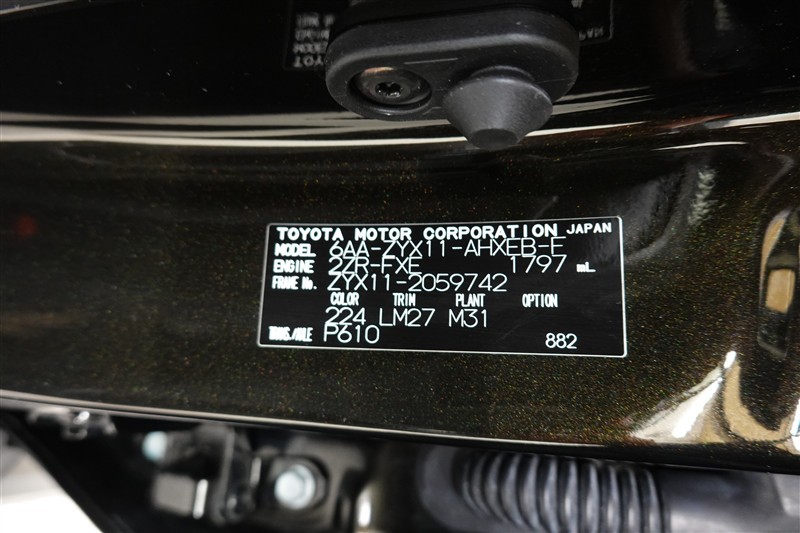 TOYOTA MOTOR CORPORATION JAPAN
MODEL 6AA-ZYX11-AHXEB-E
ENGINE 2ZR-FXE 1797 mL
FRAME No. ZYX11-2059742
COLOR TRIM PLANT OPTION
224 LM27 M31
TRANS./AXLE P610 882